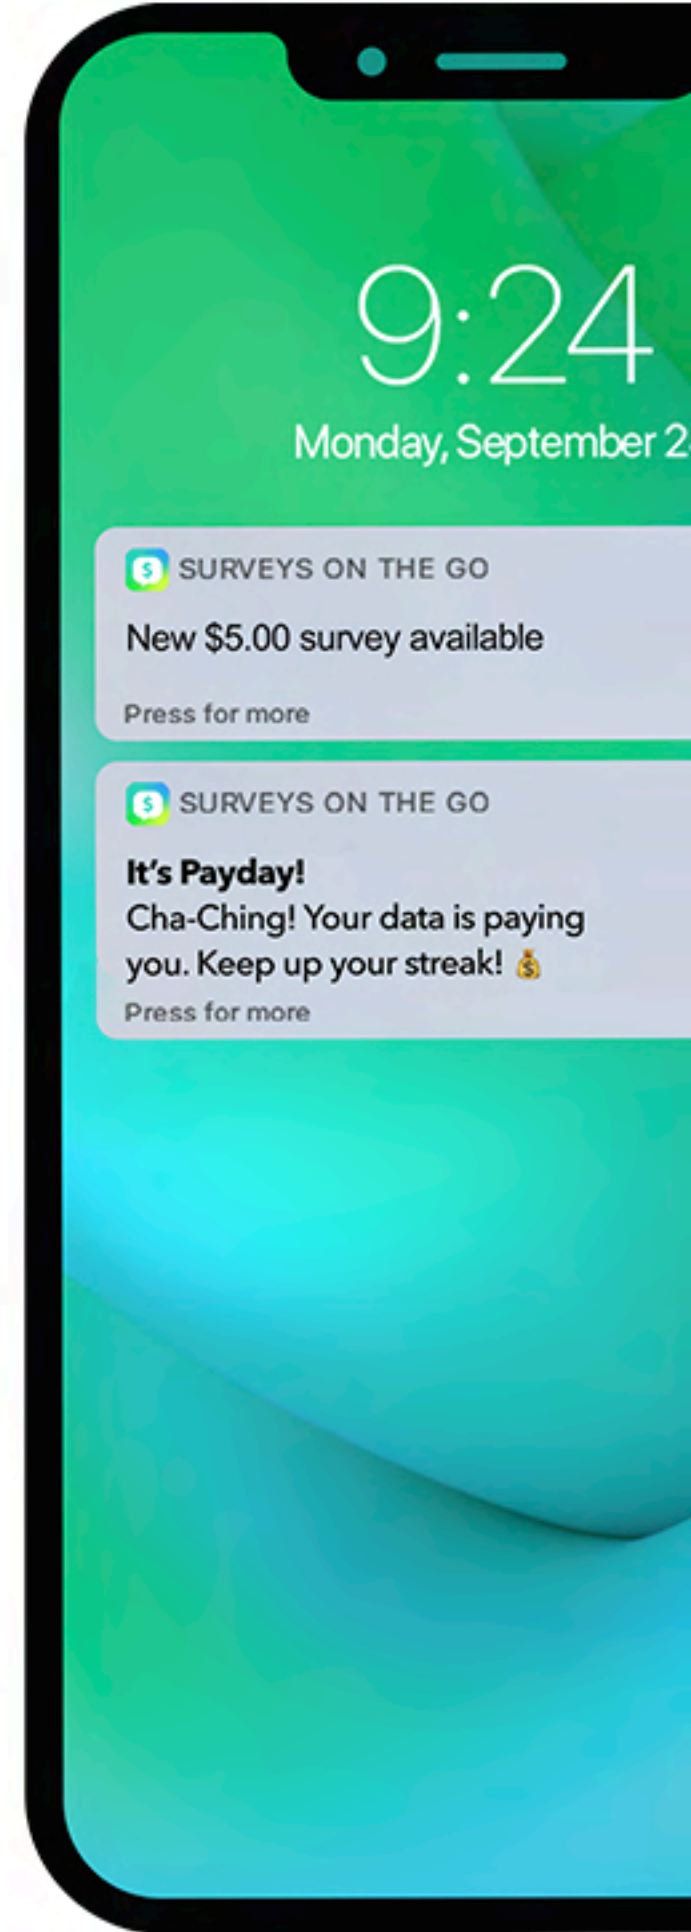 9:24
Monday, September 2
SURVEYS ON THE GO
New $5.00 survey available
Press for more
SURVEYS ON THE GO
It's Payday!
Cha-Ching! Your data is paying
you. Keep up your streak! 💰
Press for more